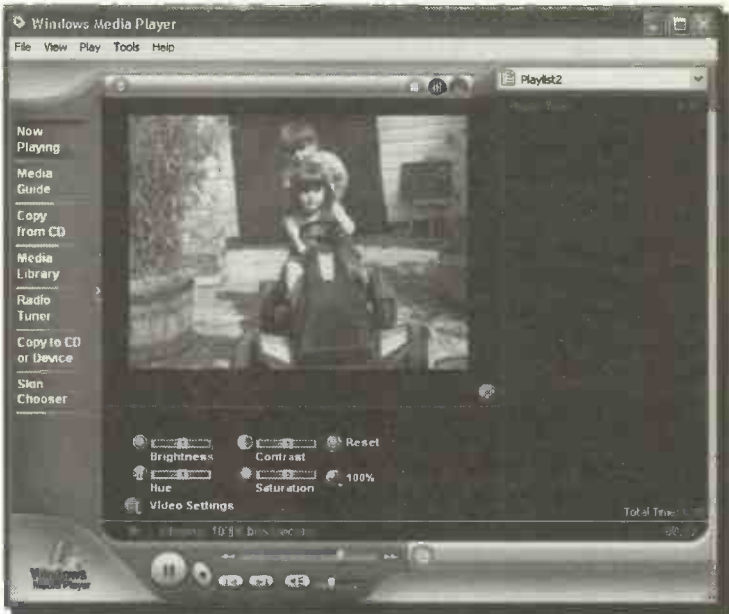 Windows Media Player
File View Play Tools Help
Playlist2
Now
Playing
Media
Guide
Copy
from CD
Media
Library
Radio
Tuner
Copy to CD
or Device
Skin
Chooser
Reset
Brightness Contrast
100%
Hue Saturation
Video Settings
Total Time:
Windows
Media Player